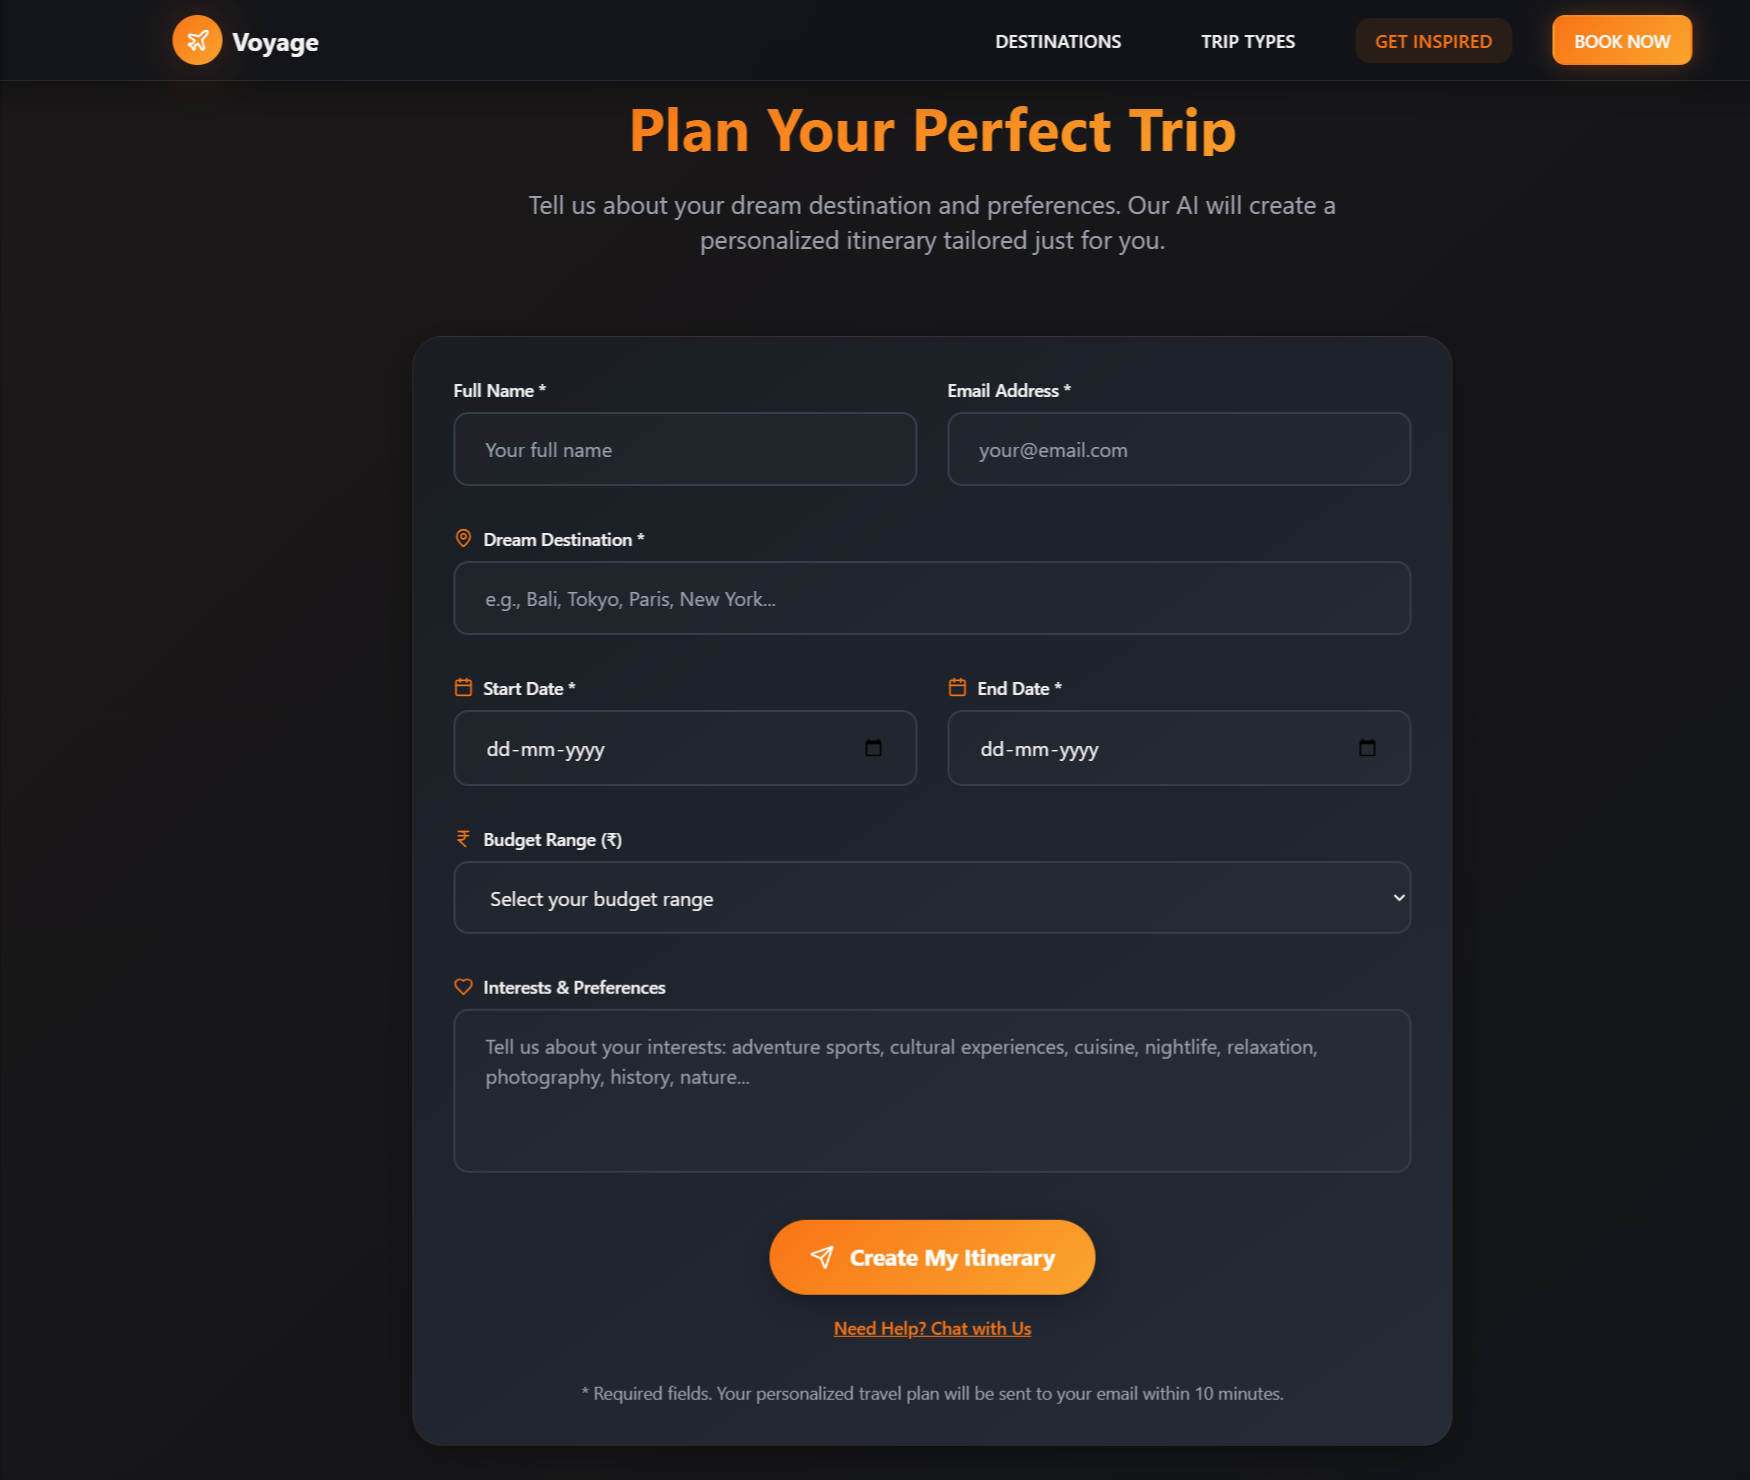 Voyage
DESTINATIONS
TRIP TYPES
GET INSPIRED
BOOK NOW
Plan Your Perfect Trip
Tell us about your dream destination and preferences. Our AI will create a
personalized itinerary tailored just for you.
Full Name *
Email Address *
Your full name
your@email.com
Dream Destination *
e.g., Bali, Tokyo, Paris, New York...
Start Date *
End Date *
dd-mm-yyyy
dd-mm-yyyy
₹ Budget Range (₹)
Select your budget range
Interests & Preferences
Tell us about your interests: adventure sports, cultural experiences, cuisine, nightlife, relaxation,
photography, history, nature...
Create My Itinerary
Need Help? Chat with Us
* Required fields. Your personalized travel plan will be sent to your email within 10 minutes.